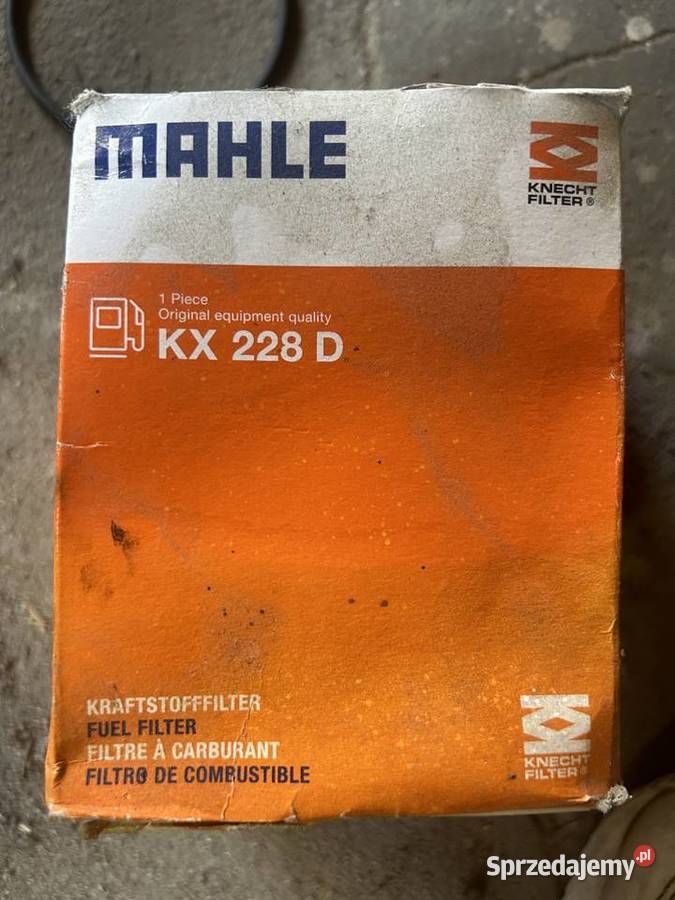 MAHLE
KNECHT
FILTER®
1 Piece
Original equipment quality
KX 228 D
KRAFTSTOFFFILTER
FUEL FILTER
FILTRE À CARBURANT
FILTRO DE COMBUSTIBLE
KNECHT
FILTER®
Sprzedajemy.pl